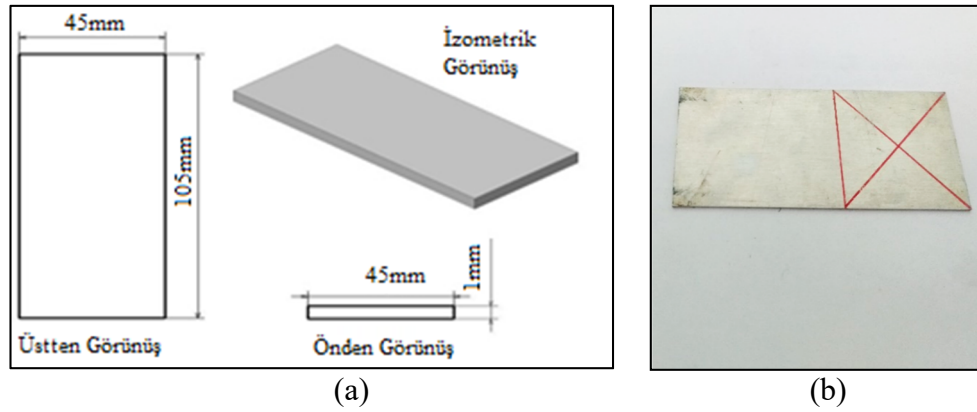 45mm
İzometrik
Görünüş
105mm
45mm
1mm
Üstten Görünüş
Önden Görünüş
(a)
(b)